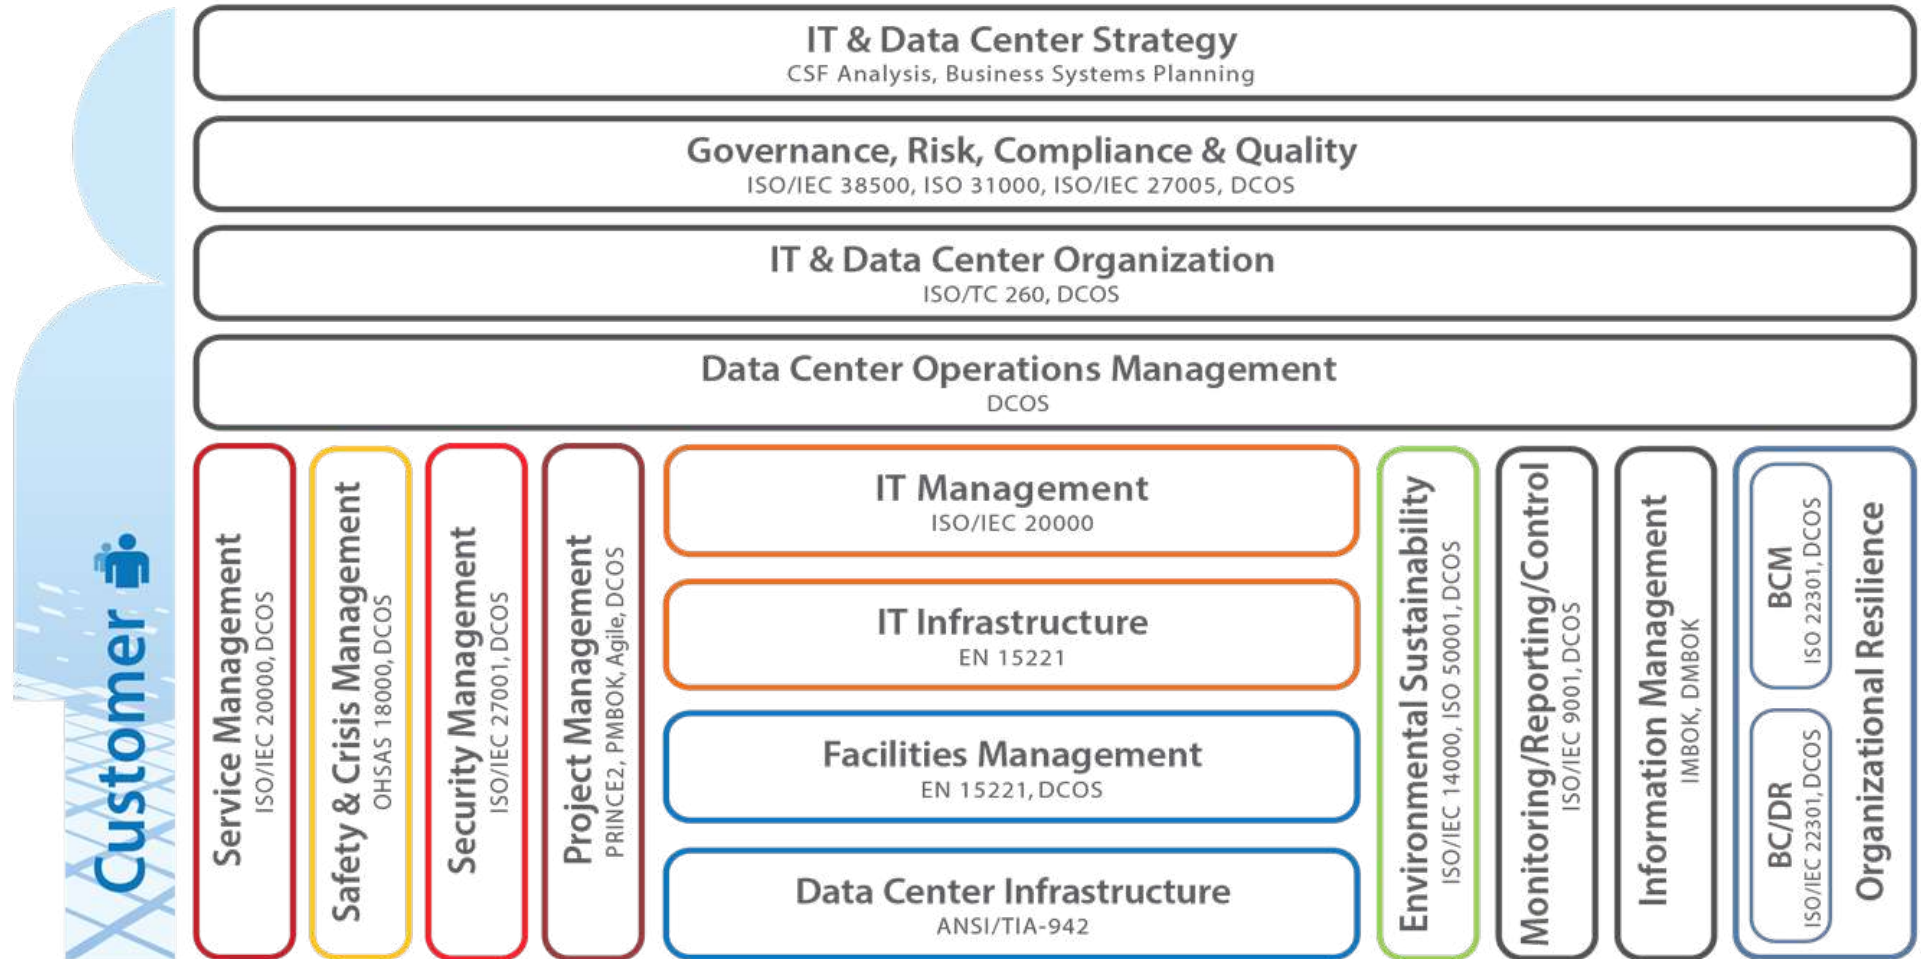 IT & Data Center Strategy
CSF Analysis, Business Systems Planning
Governance, Risk, Compliance & Quality
ISO/IEC 38500, ISO 31000, ISO/IEC 27005, DCOS
IT & Data Center Organization
ISO/TC 260, DCOS
Data Center Operations Management
DCOS
Customer
Service Management
ISO/IEC 20000, DCOS
Safety & Crisis Management
OHSAS 18000, DCOS
Security Management
ISO/IEC 27001, DCOS
Project Management
PRINCE2, PMBOK, Agile, DCOS
IT Management
ISO/IEC 20000
IT Infrastructure
EN 15221
Facilities Management
EN 15221, DCOS
Data Center Infrastructure
ANSI/TIA-942
Environmental Sustainability
ISO/IEC 14000, ISO 50001, DCOS
Monitoring/Reporting/Control
ISO/IEC 9001, DCOS
Information Management
IMBOK, DMBOK
BCM
ISO 22301, DCOS
BC/DR
ISO/IEC 22301, DCOS
Organizational Resilience